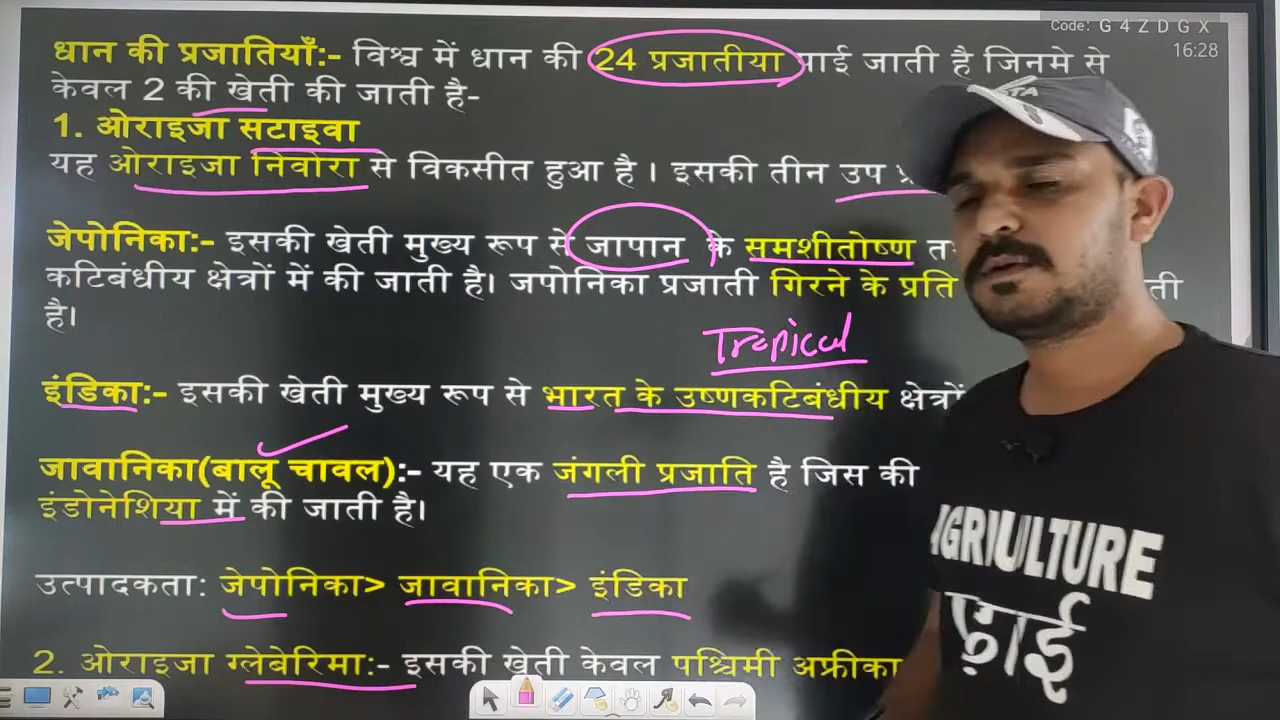 Code: G 4 Z D G X
16:28
धान की प्रजातियाँ:- विश्व में धान की 24 प्रजातीया पाई जाती है जिनमे से
केवल 2 की खेती की जाती है-
1. ओराइजा सटाइवा
यह ओराइजा निवोरा से विकसीत हुआ है । इसकी तीन उप
जेपोनिका:- इसकी खेती मुख्य रूप से जापान के समशीतोष्ण
कटिबंधीय क्षेत्रों में की जाती है। जपोनिका प्रजाती गिरने के प्रति
है।
Tropical
इंडिका:- इसकी खेती मुख्य रूप से भारत के उष्णकटिबंधीय क्षेत्रों
जावानिका(बालू चावल):- यह एक जंगली प्रजाति है जिस की
इंडोनेशिया में की जाती है।
उत्पादकता: जेपोनिका> जावानिका> इंडिका
2. ओराइजा ग्लेबेरिमा:- इसकी खेती केवल पश्चिमी अफ्रीका
AGRIULTURE